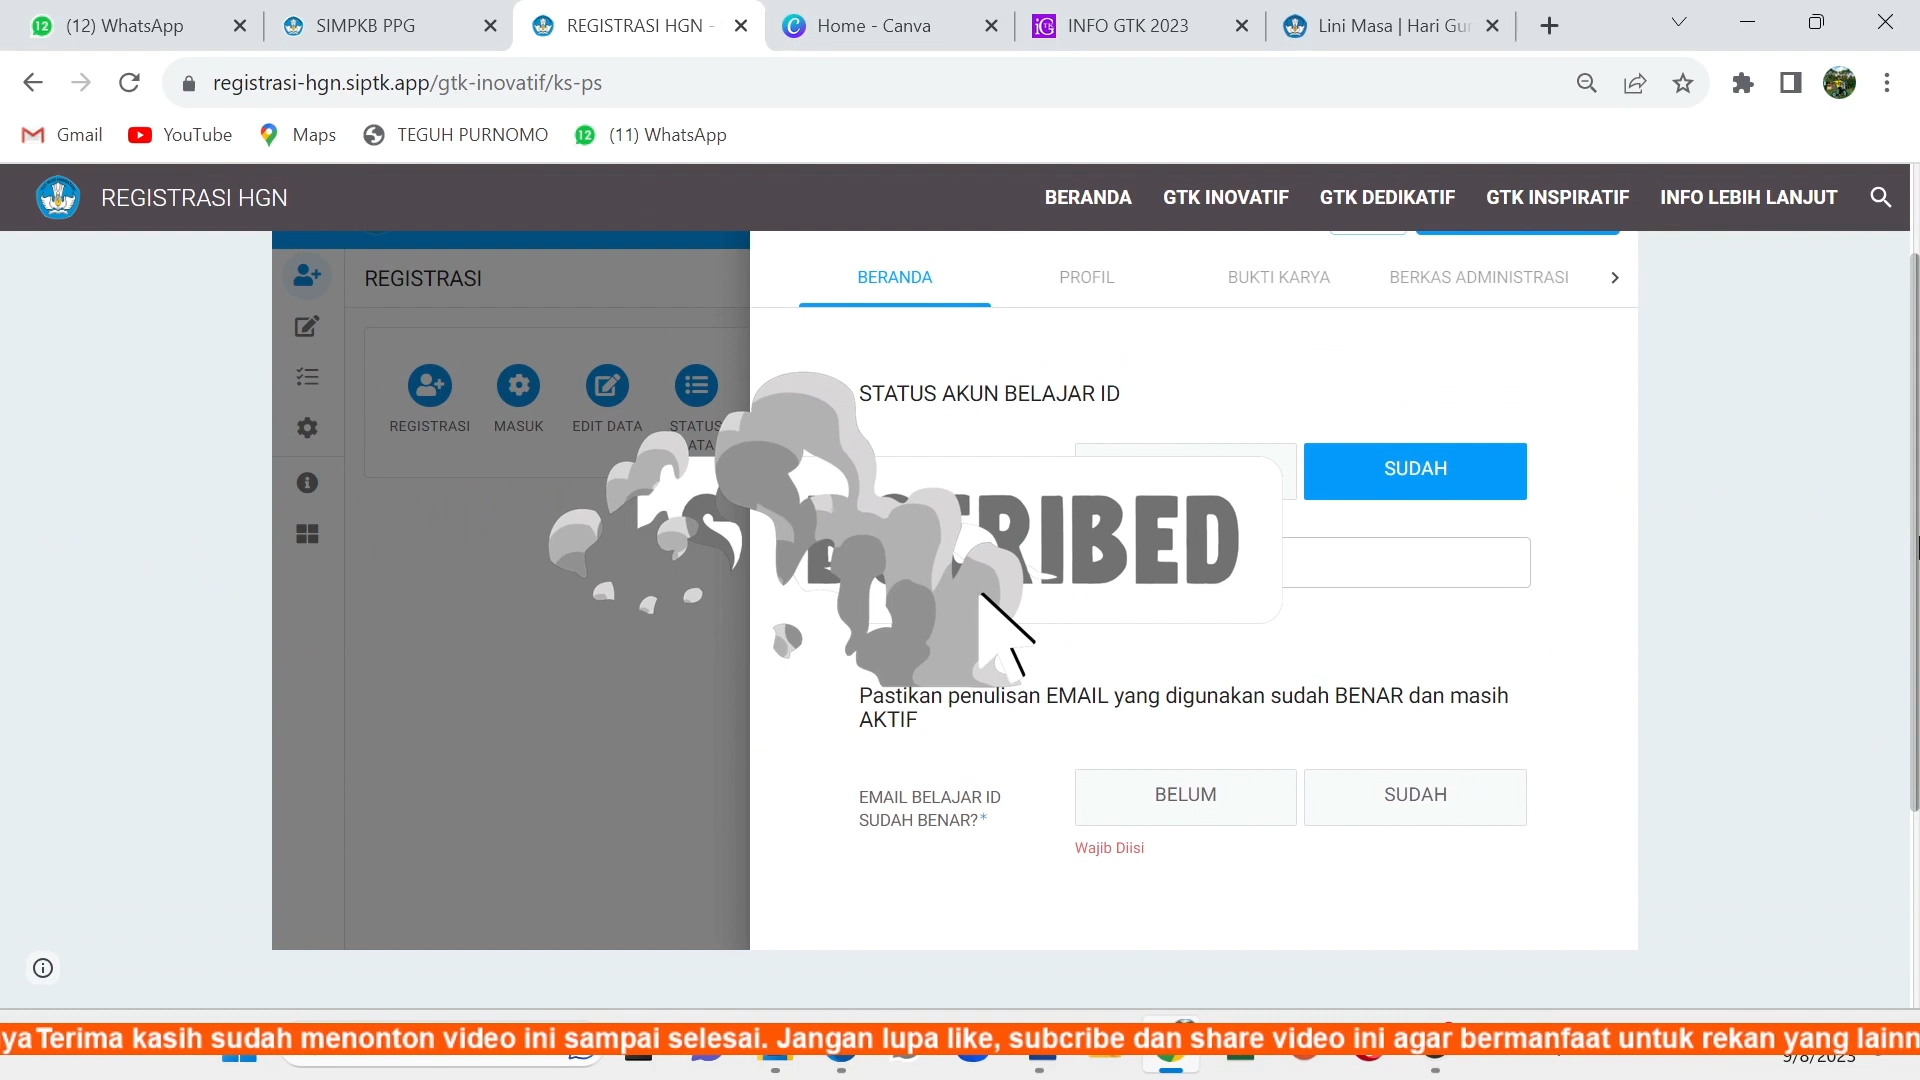 (12) WhatsApp
SIMPKB PPG
REGISTRASI HGN -
Home - Canva
INFO GTK 2023
Lini Masa | Hari Gu
registrasi-hgn.siptk.app/gtk-inovatif/ks-ps
Gmail
YouTube
Maps
TEGUH PURNOMO
(11) WhatsApp
REGISTRASI HGN
BERANDA
GTK INOVATIF
GTK DEDIKATIF
GTK INSPIRATIF
INFO LEBIH LANJUT
REGISTRASI
BERANDA
PROFIL
BUKTI KARYA
BERKAS ADMINISTRASI
REGISTRASI
MASUK
EDIT DATA
STATUS
STATUS AKUN BELAJAR ID
SUDAH
RIBED
Pastikan penulisan EMAIL yang digunakan sudah BENAR dan masih
AKTIF
EMAIL BELAJAR ID
SUDAH BENAR?*
BELUM
SUDAH
Wajib Diisi
ya Terima kasih sudah menonton video ini sampai selesai. Jangan lupa like, subcribe dan share video ini agar bermanfaat untuk rekan yang lainn
9/8/2023